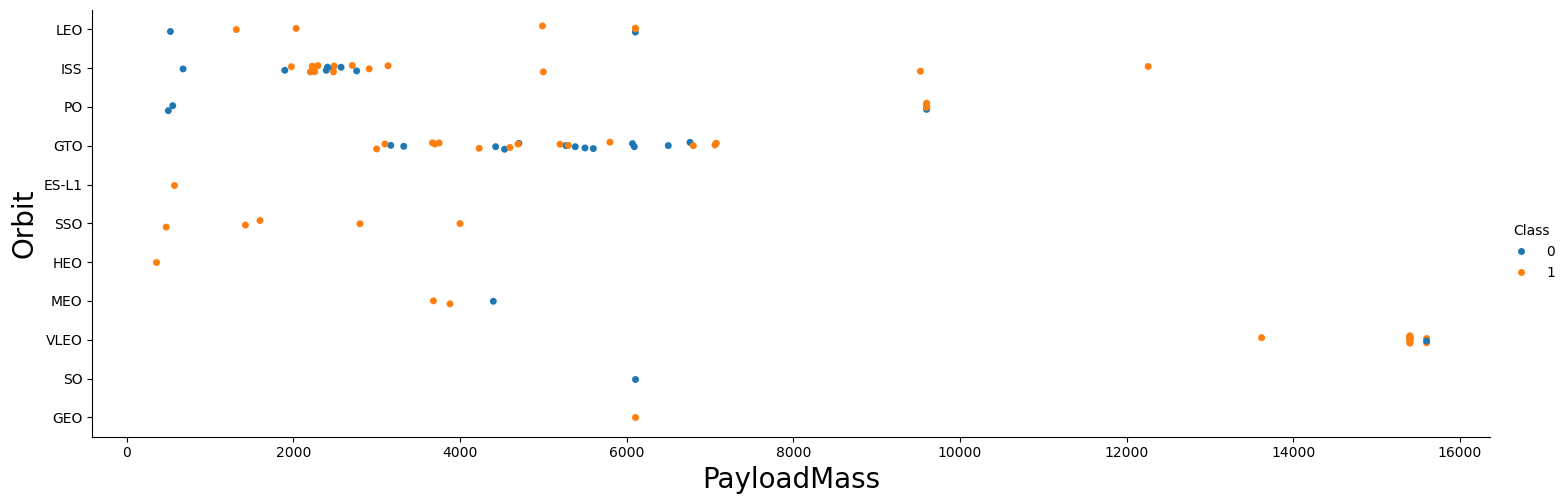 LEO
ISS
PO
GTO
ES-L1
SSO
HEO
MEO
VLEO
SO
GEO
Orbit
0 2000 4000 6000 8000 10000 12000 14000 16000
PayloadMass
Class
0
1